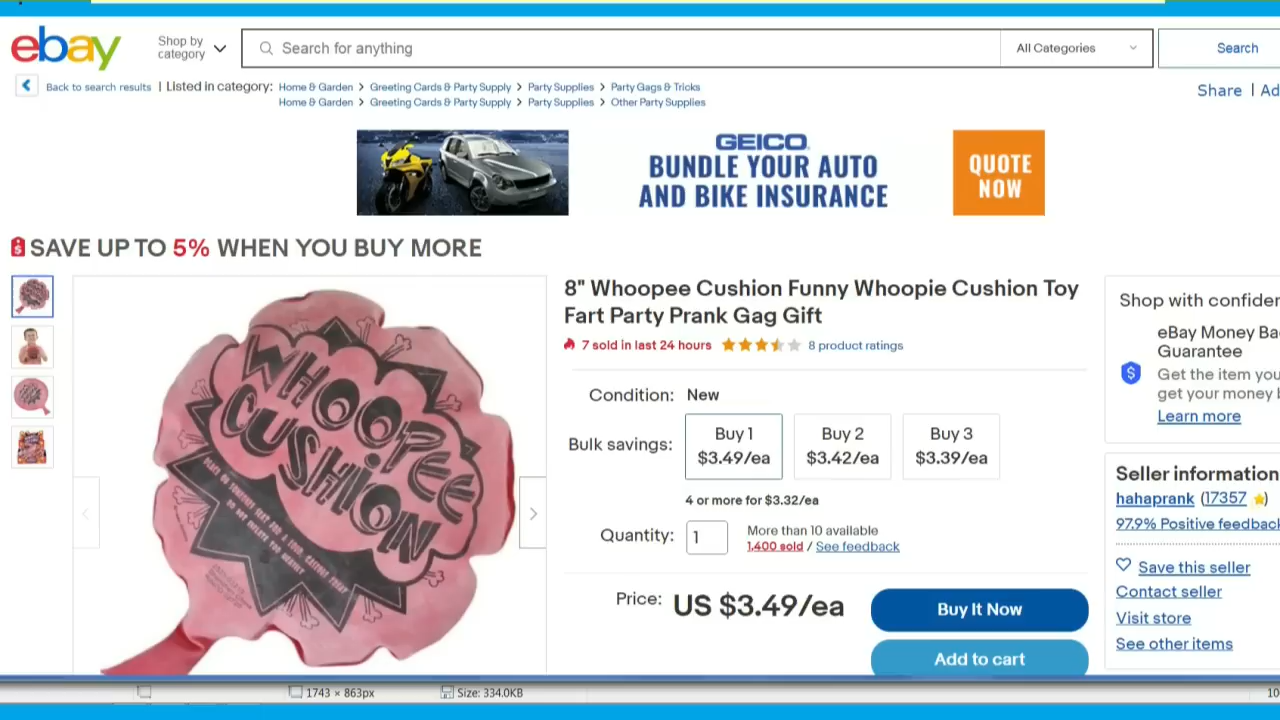 ebay
Shop by
category
Search for anything
All Categories
Search
Back to search results | Listed in category: Home & Garden > Greeting Cards & Party Supply > Party Supplies > Party Gags & Tricks
Home & Garden > Greeting Cards & Party Supply > Party Supplies > Other Party Supplies
Share | Ad
GEICO.
BUNDLE YOUR AUTO
AND BIKE INSURANCE
QUOTE
NOW
SAVE UP TO 5% WHEN YOU BUY MORE
WHOOPEE
CUSHION
8" Whoopee Cushion Funny Whoopie Cushion Toy
Fart Party Prank Gag Gift
7 sold in last 24 hours
8 product ratings
Condition: New
Bulk savings:
Buy 1
$3.49/ea
Buy 2
$3.42/ea
Buy 3
$3.39/ea
4 or more for $3.32/ea
Quantity: 1
More than 10 available
1,400 sold / See feedback
Price: US $3.49/ea
Buy It Now
Add to cart
Shop with confiden
eBay Money Ba
Guarantee
Get the item you
get your money b
Learn more
Seller information
hahaprank (17357 )
97.9% Positive feedback
Save this seller
Contact seller
Visit store
See other items
1743 × 863px
Size: 334.0KB
10